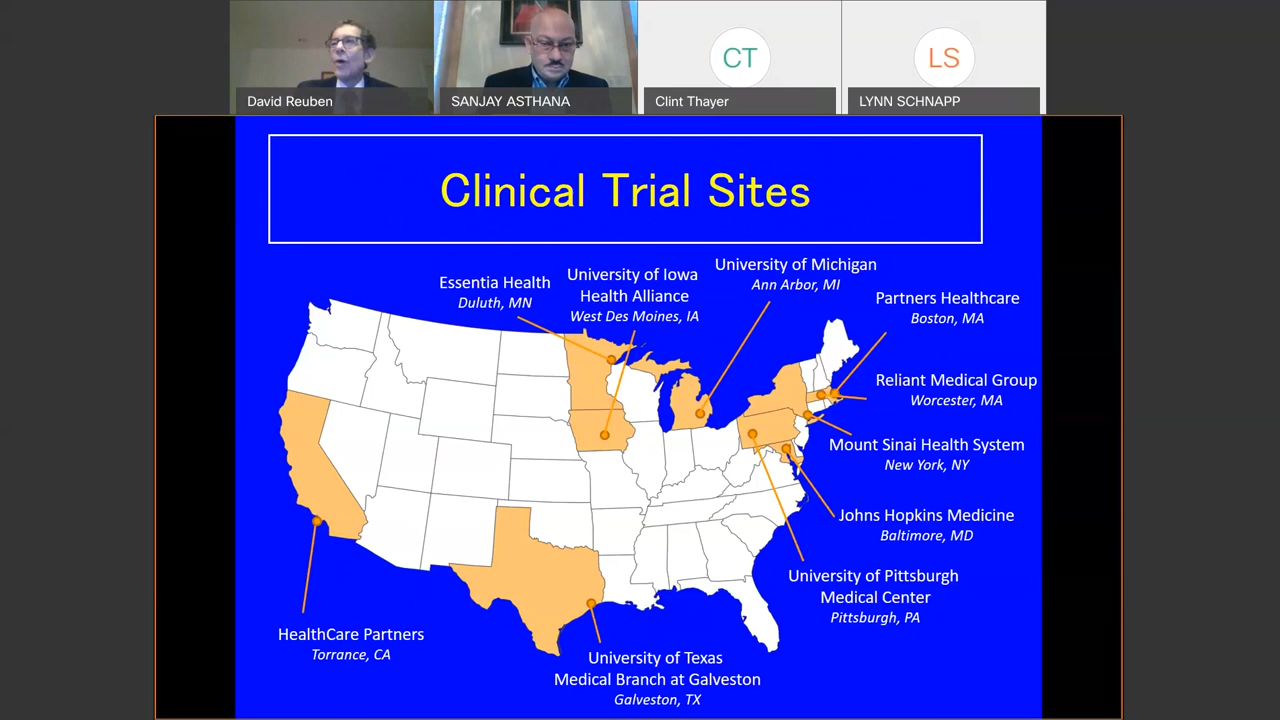 David Reuben
SANJAY ASTHANA
CT
Clint Thayer
LS
LYNN SCHNAPP
Clinical Trial Sites
Essentia Health
Duluth, MN
University of Iowa
Health Alliance
West Des Moines, IA
University of Michigan
Ann Arbor, MI
Partners Healthcare
Boston, MA
Reliant Medical Group
Worcester, MA
Mount Sinai Health System
New York, NY
Johns Hopkins Medicine
Baltimore, MD
University of Pittsburgh
Medical Center
Pittsburgh, PA
HealthCare Partners
Torrance, CA
University of Texas
Medical Branch at Galveston
Galveston, TX